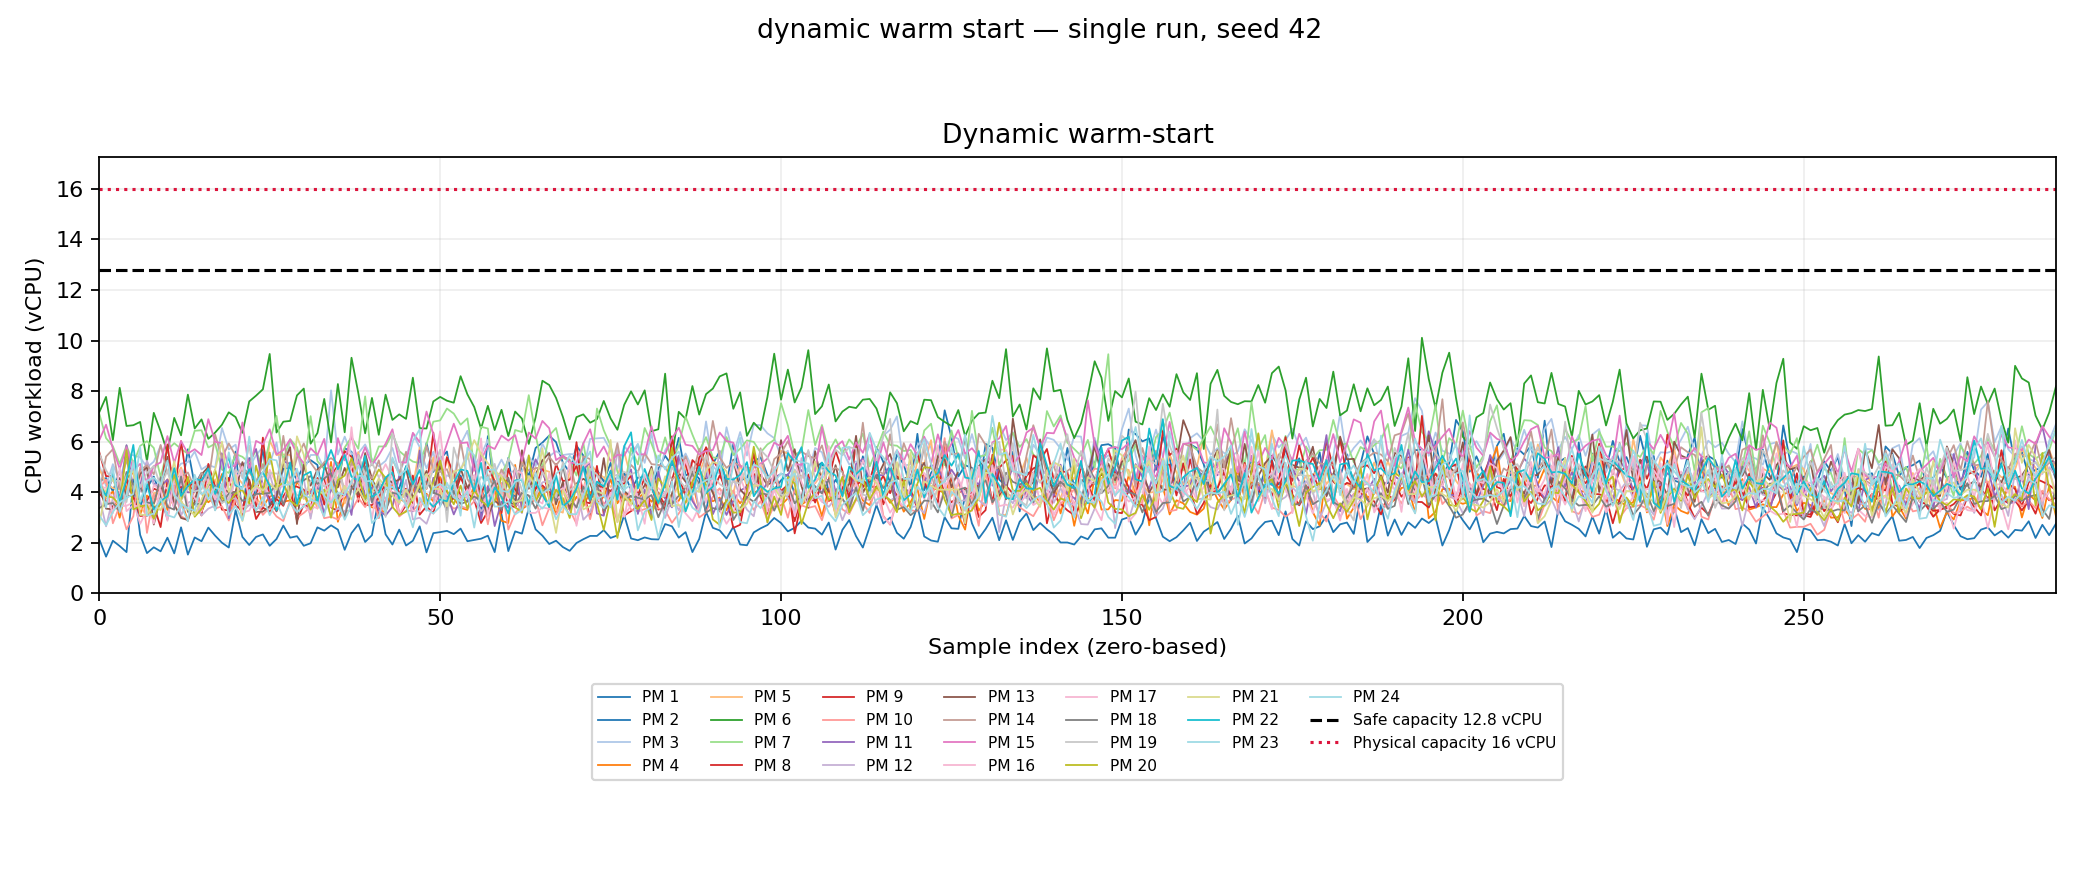 dynamic warm start — single run, seed 42
Dynamic warm-start
CPU workload (vCPU)
16
14
12
10
8
6
4
2
0
0 50 100 150 200 250
Sample index (zero-based)
PM 1 PM 5 PM 9 PM 13 PM 17 PM 21 PM 24
PM 2 PM 6 PM 10 PM 14 PM 18 PM 22 Safe capacity 12.8 vCPU
PM 3 PM 7 PM 11 PM 15 PM 19 PM 23 Physical capacity 16 vCPU
PM 4 PM 8 PM 12 PM 16 PM 20